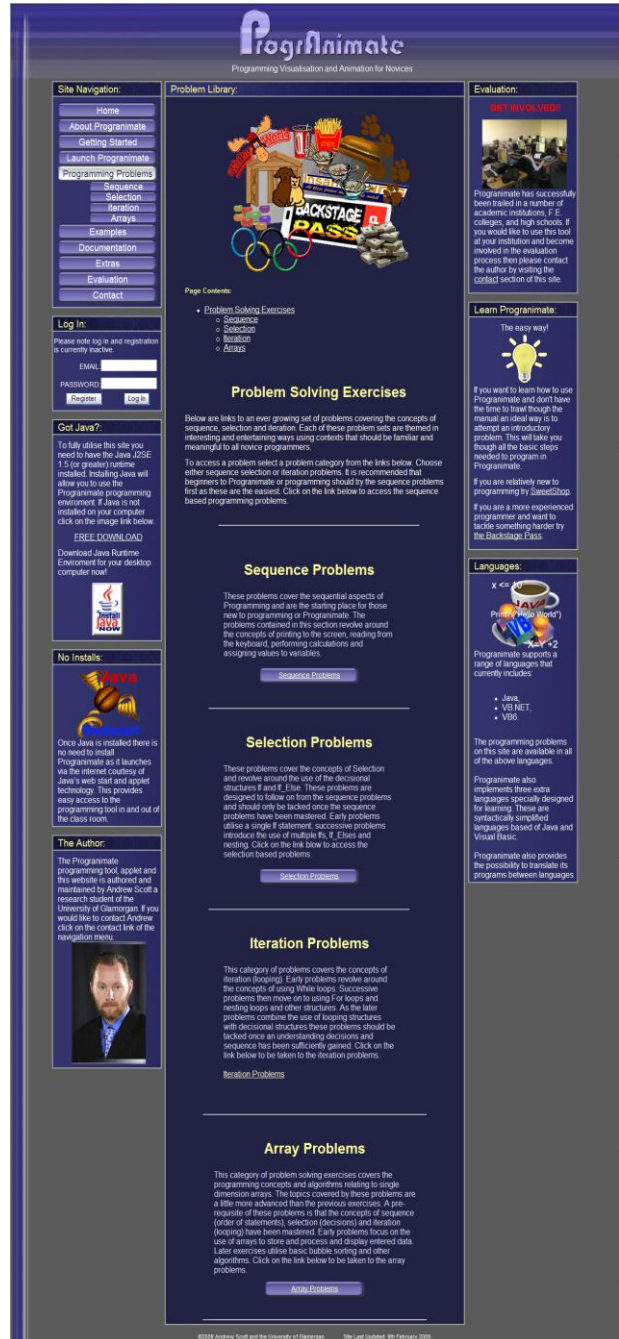 ProgrAnimate
Programming Visualisation and Animation for Novices
Site Navigation:
Home
About Progranimate
Getting Started
Launch Progranimate
Programming Problems
Sequence
Selection
Iteration
Arrays
Examples
Documentation
Extras
Evaluation
Contact
Log In:
Please note log in and registration
is currently inactive.
EMAIL:
PASSWORD:
Register
Log In
Got Java?:
To fully utilise this site you
need to have the Java J2SE
1.5 (or greater) runtime
installed. Installing Java will
allow you to use the
Progranimate programming
enviroment. If Java is not
installed on your computer
click on the image link below.
FREE DOWNLOAD
Download Java Runtime
Enviroment for your desktop
computer now!
Install
Java
NOW
No Installs:
Java
Once Java is installed there is
no need to install
Progranimate as it launches
via the internet courtesy of
Java's web start and applet
technology. This provides
easy access to the
programming tool in and out of
the class room.
The Author:
The Progranimate
programming tool, applet and
this website is authored and
maintained by Andrew Scott a
research student of the
University of Glamorgan. If you
would like to contact Andrew
click on the contact link of the
navigation menu.
Problem Library:
BACKSTAGE
PASS
Page Contents:
Problem Solving Exercises
Sequence
Selection
Iteration
Arrays
Problem Solving Exercises
Below are links to an ever growing set of problems covering the concepts of
sequence, selection and iteration. Each of these problem sets are themed in
interesting and entertaining ways using contexts that should be familiar and
meaningful to all novice programmers.
To access a problem select a problem category from the links below. Choose
either sequence selection or iteration problems. It is recommended that
beginners to Progranimate or programming should try the sequence problems
first as these are the easiest. Click on the link below to access the sequence
based programming problems.
Sequence Problems
These problems cover the sequential aspects of
Programming and are the starting place for those
new to programming or Progranimate. The
problems contained in this section revolve around
the concepts of printing to the screen, reading from
the keyboard, performing calculations and
assigning values to variables.
Sequence Problems
Selection Problems
These problems cover the concepts of Selection
and revolve around the use of the decisional
structures If and If_Else. These problems are
designed to follow on from the sequence problems
and should only be tacked once the sequence
problems have been mastered. Early problems
utilise a single If statement; successive problems
introduce the use of multiple Ifs, If_Elses and
nesting. Click on the link blow to access the
selection based problems.
Selection Problems
Iteration Problems
This category of problems covers the concepts of
iteration (looping). Early problems revolve around
the concepts of using While loops. Successive
problems then move on to using For loops and
nesting loops and other structures. As the later
problems combine the use of looping structures
with decisional structures these problems should be
tacked once an understanding decisions and
sequence has been sufficiently gained. Click on the
link below to be taken to the iteration problems.
Iteration Problems
Array Problems
This category of problem solving exercises covers the
programming concepts and algorithms relating to single
dimension arrays. The topics covered by these problems are
a little more advanced than the previous exercises. A pre-
requisite of these problems is that the concepts of sequence
(order of statements), selection (decisions) and iteration
(looping) have been mastered. Early problems focus on the
use of arrays to store and process and display entered data.
Later exercises utilise basic bubble sorting and other
algorithms. Click on the link below to be taken to the array
problems.
Array Problems
Evaluation:
GET INVOLVED!!
Progranimate has successfully
been trailed in a number of
academic institutions, F.E.
colleges, and high schools. If
you would like to use this tool
at your institution and become
involved in the evaluation
process then please contact
the author by visiting the
contact section of this site.
Learn Progranimate:
The easy way!
If you want to learn how to use
Progranimate and don't have
the time to trawl though the
manual an ideal way is to
attempt an introductory
problem. This will take you
though all the basic steps
needed to program in
Progranimate.
If you are relatively new to
programming try SweetShop.
If you are a more experienced
programmer and want to
tackle something harder try
the Backstage Pass.
Languages:
x <= 10
JAVA
Print("Hello World")
VB
X=Y +2
Progranimate supports a
range of languages that
currently includes:
Java,
VB.NET,
VB6.
The programming problems
on this site are available in all
of the above languages.
Progranimate also
implements three extra
languages specially designed
for learning. These are
syntactically simplified
languages based of Java and
Visual Basic.
Progranimate also provides
the possibility to translate its
programs between languages
©2009 Andrew Scott and the University of Glamorgan Site Last Updated: 9th February 2009